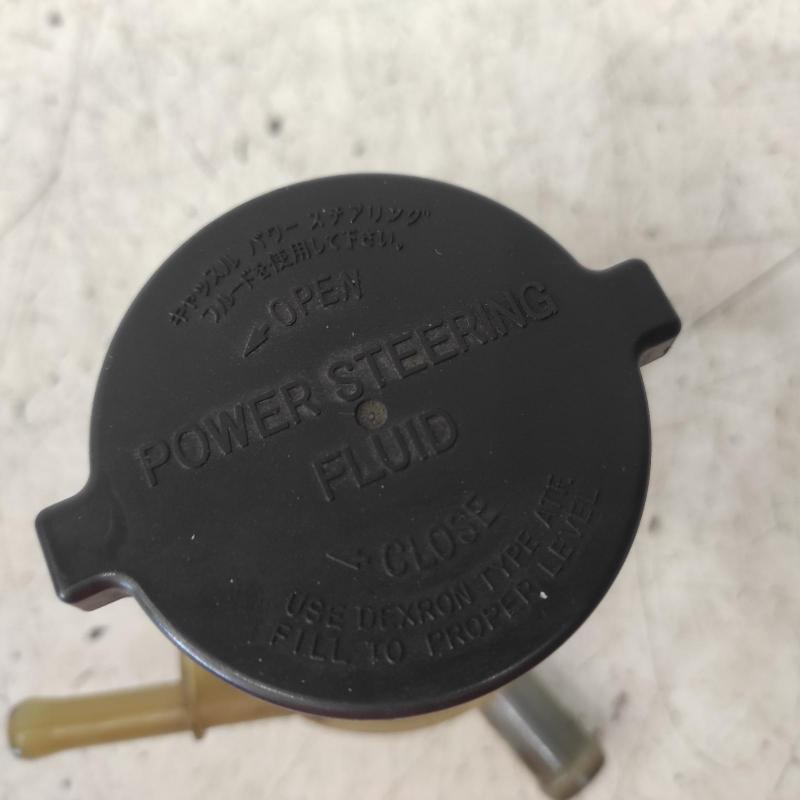 キャッスル パワー ステアリング
フルードを使用して下さい。
OPEN
POWER STEERING
FLUID
CLOSE
USE DEXRON TYPE ATF
FILL TO PROPER LEVEL